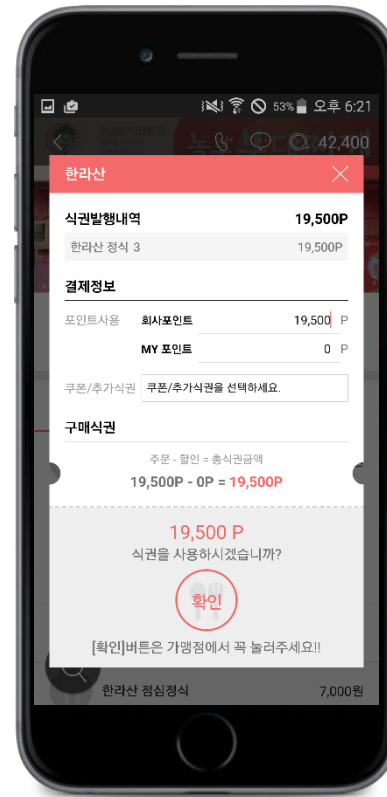 53% 오후 6:21
42,400
한라산
식권발행내역 19,500P
한라산 정식 3 19,500P
결제정보
포인트사용 회사포인트 19,500 P
MY 포인트 0 P
쿠폰/추가식권 쿠폰/추가식권을 선택하세요.
구매식권
주문 - 할인 = 총식권금액
19,500P - 0P = 19,500P
19,500 P
식권을 사용하시겠습니까?
확인
[확인]버튼은 가맹점에서 꼭 눌러주세요!!
한라산 점심정식 7,000원